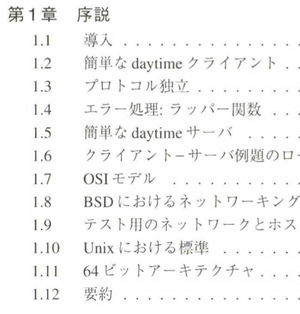 第1章 序説
1.1 導入 . . . . . . . . . . . . . . . .
1.2 簡単な daytime クライアント . . .
1.3 プロトコル独立 . . . . . . . . . .
1.4 エラー処理: ラッパー関数 . . . .
1.5 簡単な daytime サーバ . . . . . .
1.6 クライアント−サーバ例題のロー
1.7 OSI モデル . . . . . . . . . . . .
1.8 BSD におけるネットワーキング
1.9 テスト用のネットワークとホス
1.10 Unix における標準 . . . . . . .
1.11 64 ビットアーキテクチャ . . . .
1.12 要約 . . . . . . . . . . . . . . .